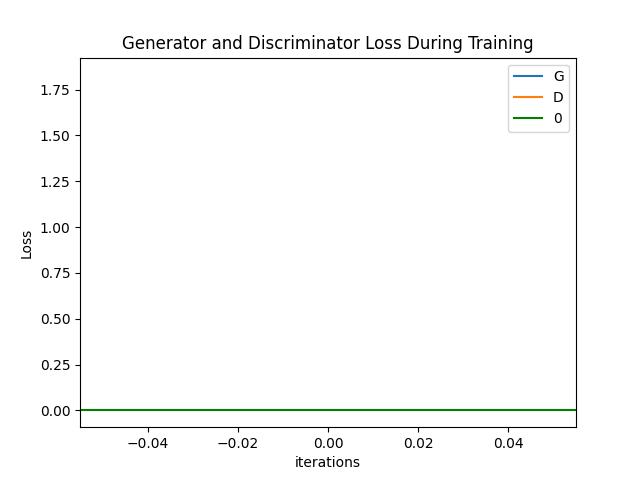 Generator and Discriminator Loss During Training
G
D
0
1.75
1.50
1.25
1.00
0.75
0.50
0.25
0.00
Loss
−0.04
−0.02
0.00
0.02
0.04
iterations